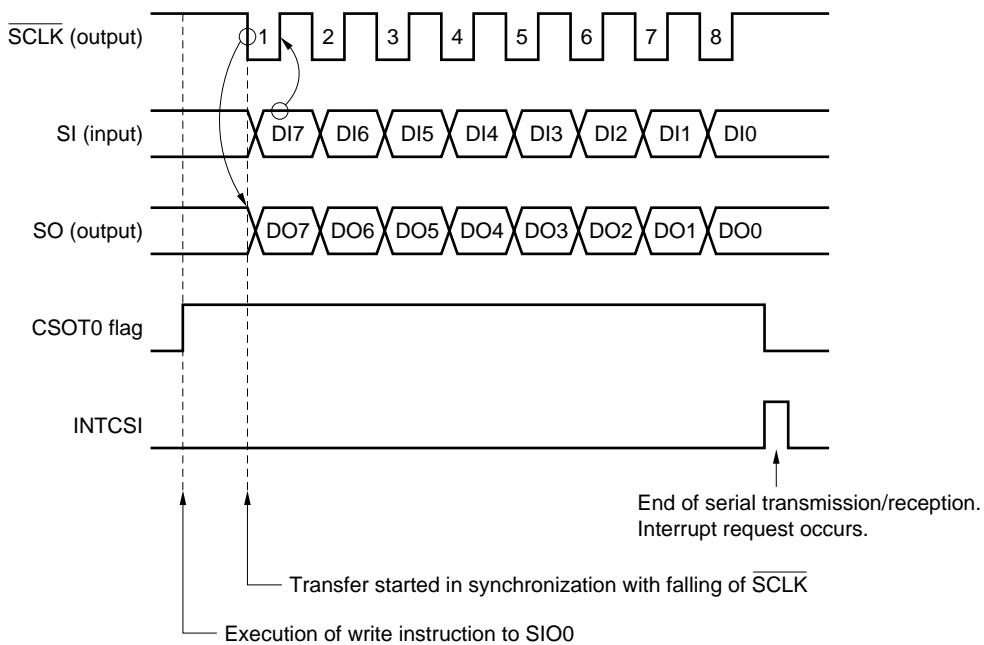 SCLK (output) 1 2 3 4 5 6 7 8
SI (input) DI7 DI6 DI5 DI4 DI3 DI2 DI1 DI0
SO (output) DO7 DO6 DO5 DO4 DO3 DO2 DO1 DO0
CSOT0 flag
INTCSI
End of serial transmission/reception.
Interrupt request occurs.
Transfer started in synchronization with falling of SCLK
Execution of write instruction to SIO0